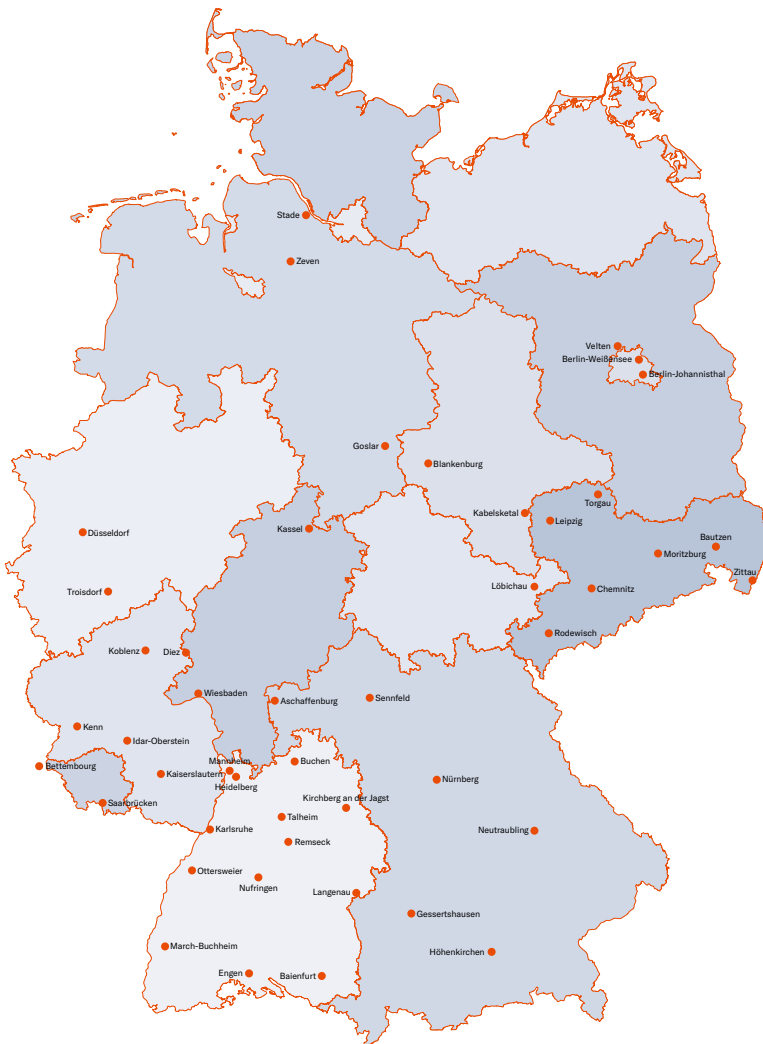 Stade
Zeven
Velten
Berlin-Weißensee
Berlin-Johannisthal
Goslar
Blankenburg
Torgau
Kabelsketal
Leipzig
Düsseldorf
Kassel
Bautzen
Moritzburg
Zittau
Löbichau
Chemnitz
Troisdorf
Rodewisch
Koblenz
Diez
Wiesbaden
Aschaffenburg
Sennfeld
Kenn
Idar-Oberstein
Bettembourg
Kaiserslautern
Mannheim
Heidelberg
Buchen
Nürnberg
Saarbrücken
Kirchberg an der Jagst
Talheim
Karlsruhe
Neutraubling
Remseck
Ottersweier
Nufringen
Langenau
Gessertshausen
March-Buchheim
Höhenkirchen
Engen
Baienfurt